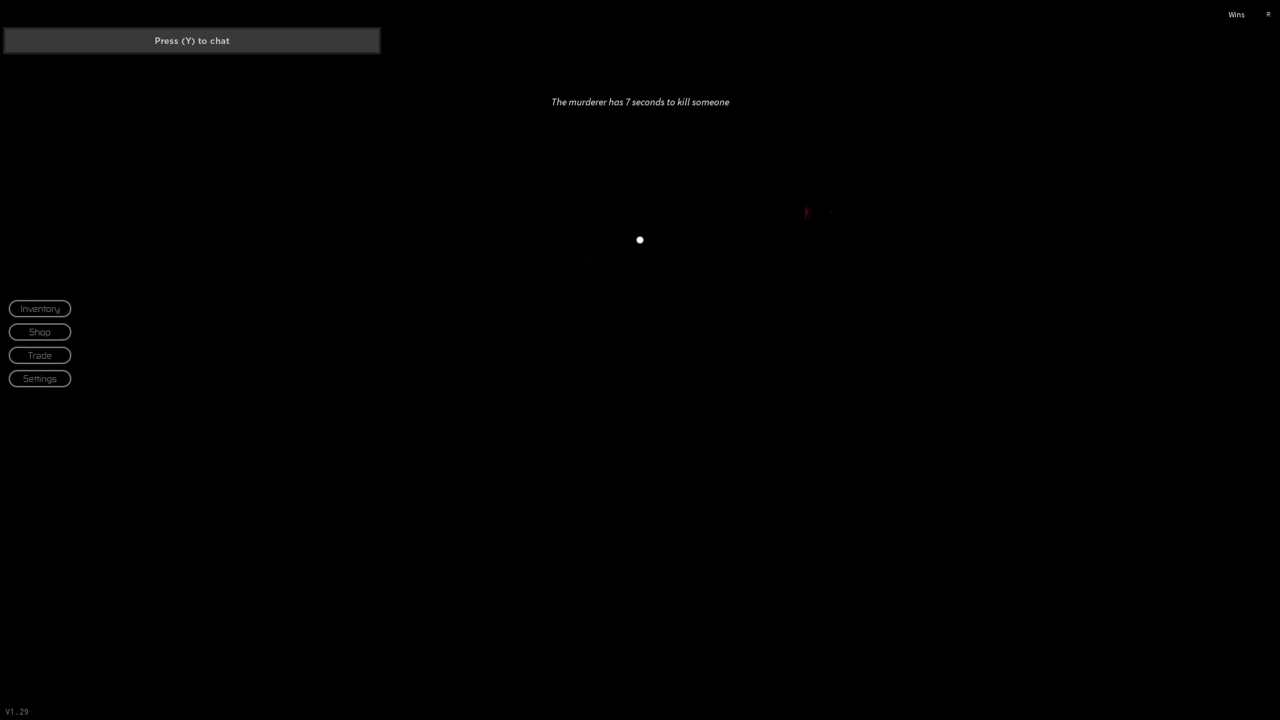 Wins
R
Press (Y) to chat
The murderer has 7 seconds to kill someone
Inventory
Shop
Trade
Settings
V1.29